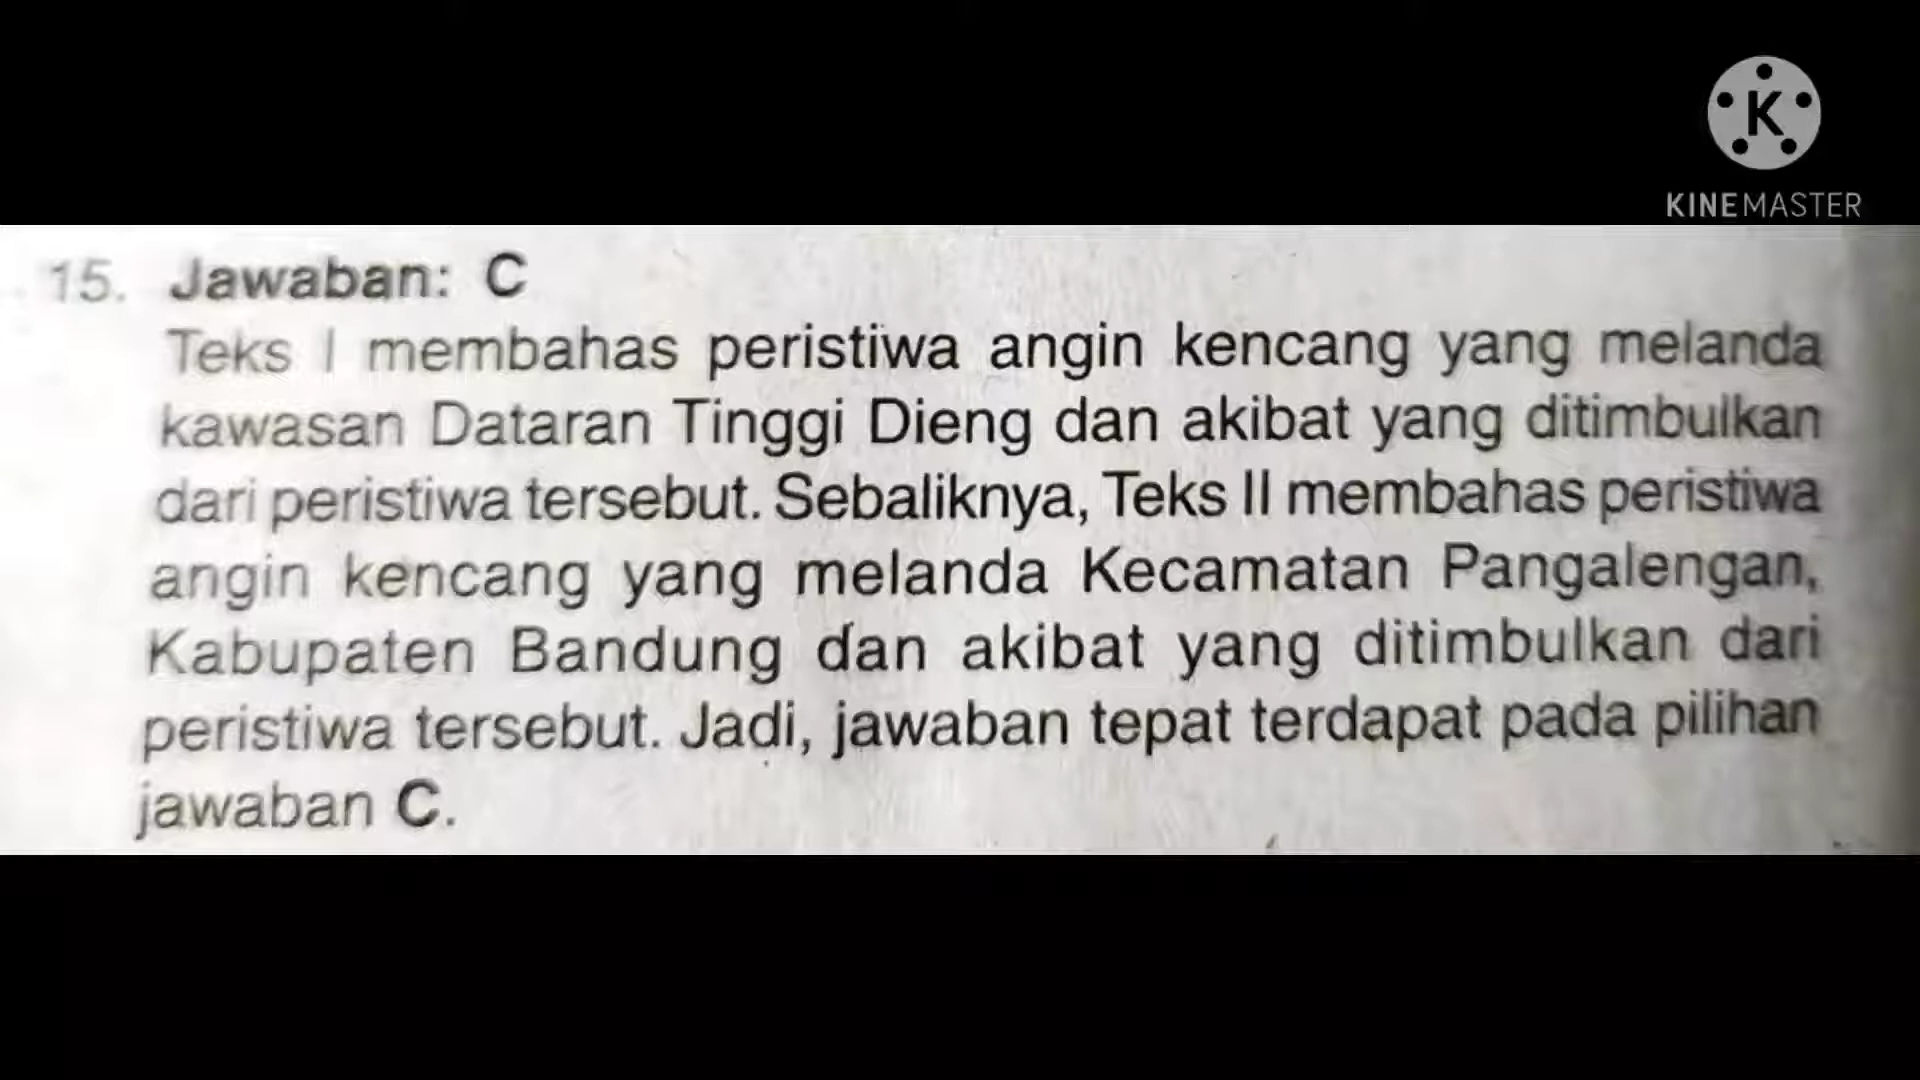 K
KINEMASTER
15. Jawaban: C
Teks I membahas peristiwa angin kencang yang melanda
kawasan Dataran Tinggi Dieng dan akibat yang ditimbulkan
dari peristiwa tersebut. Sebaliknya, Teks II membahas peristiwa
angin kencang yang melanda Kecamatan Pangalengan,
Kabupaten Bandung dan akibat yang ditimbulkan dari
peristiwa tersebut. Jadi, jawaban tepat terdapat pada pilihan
jawaban C.